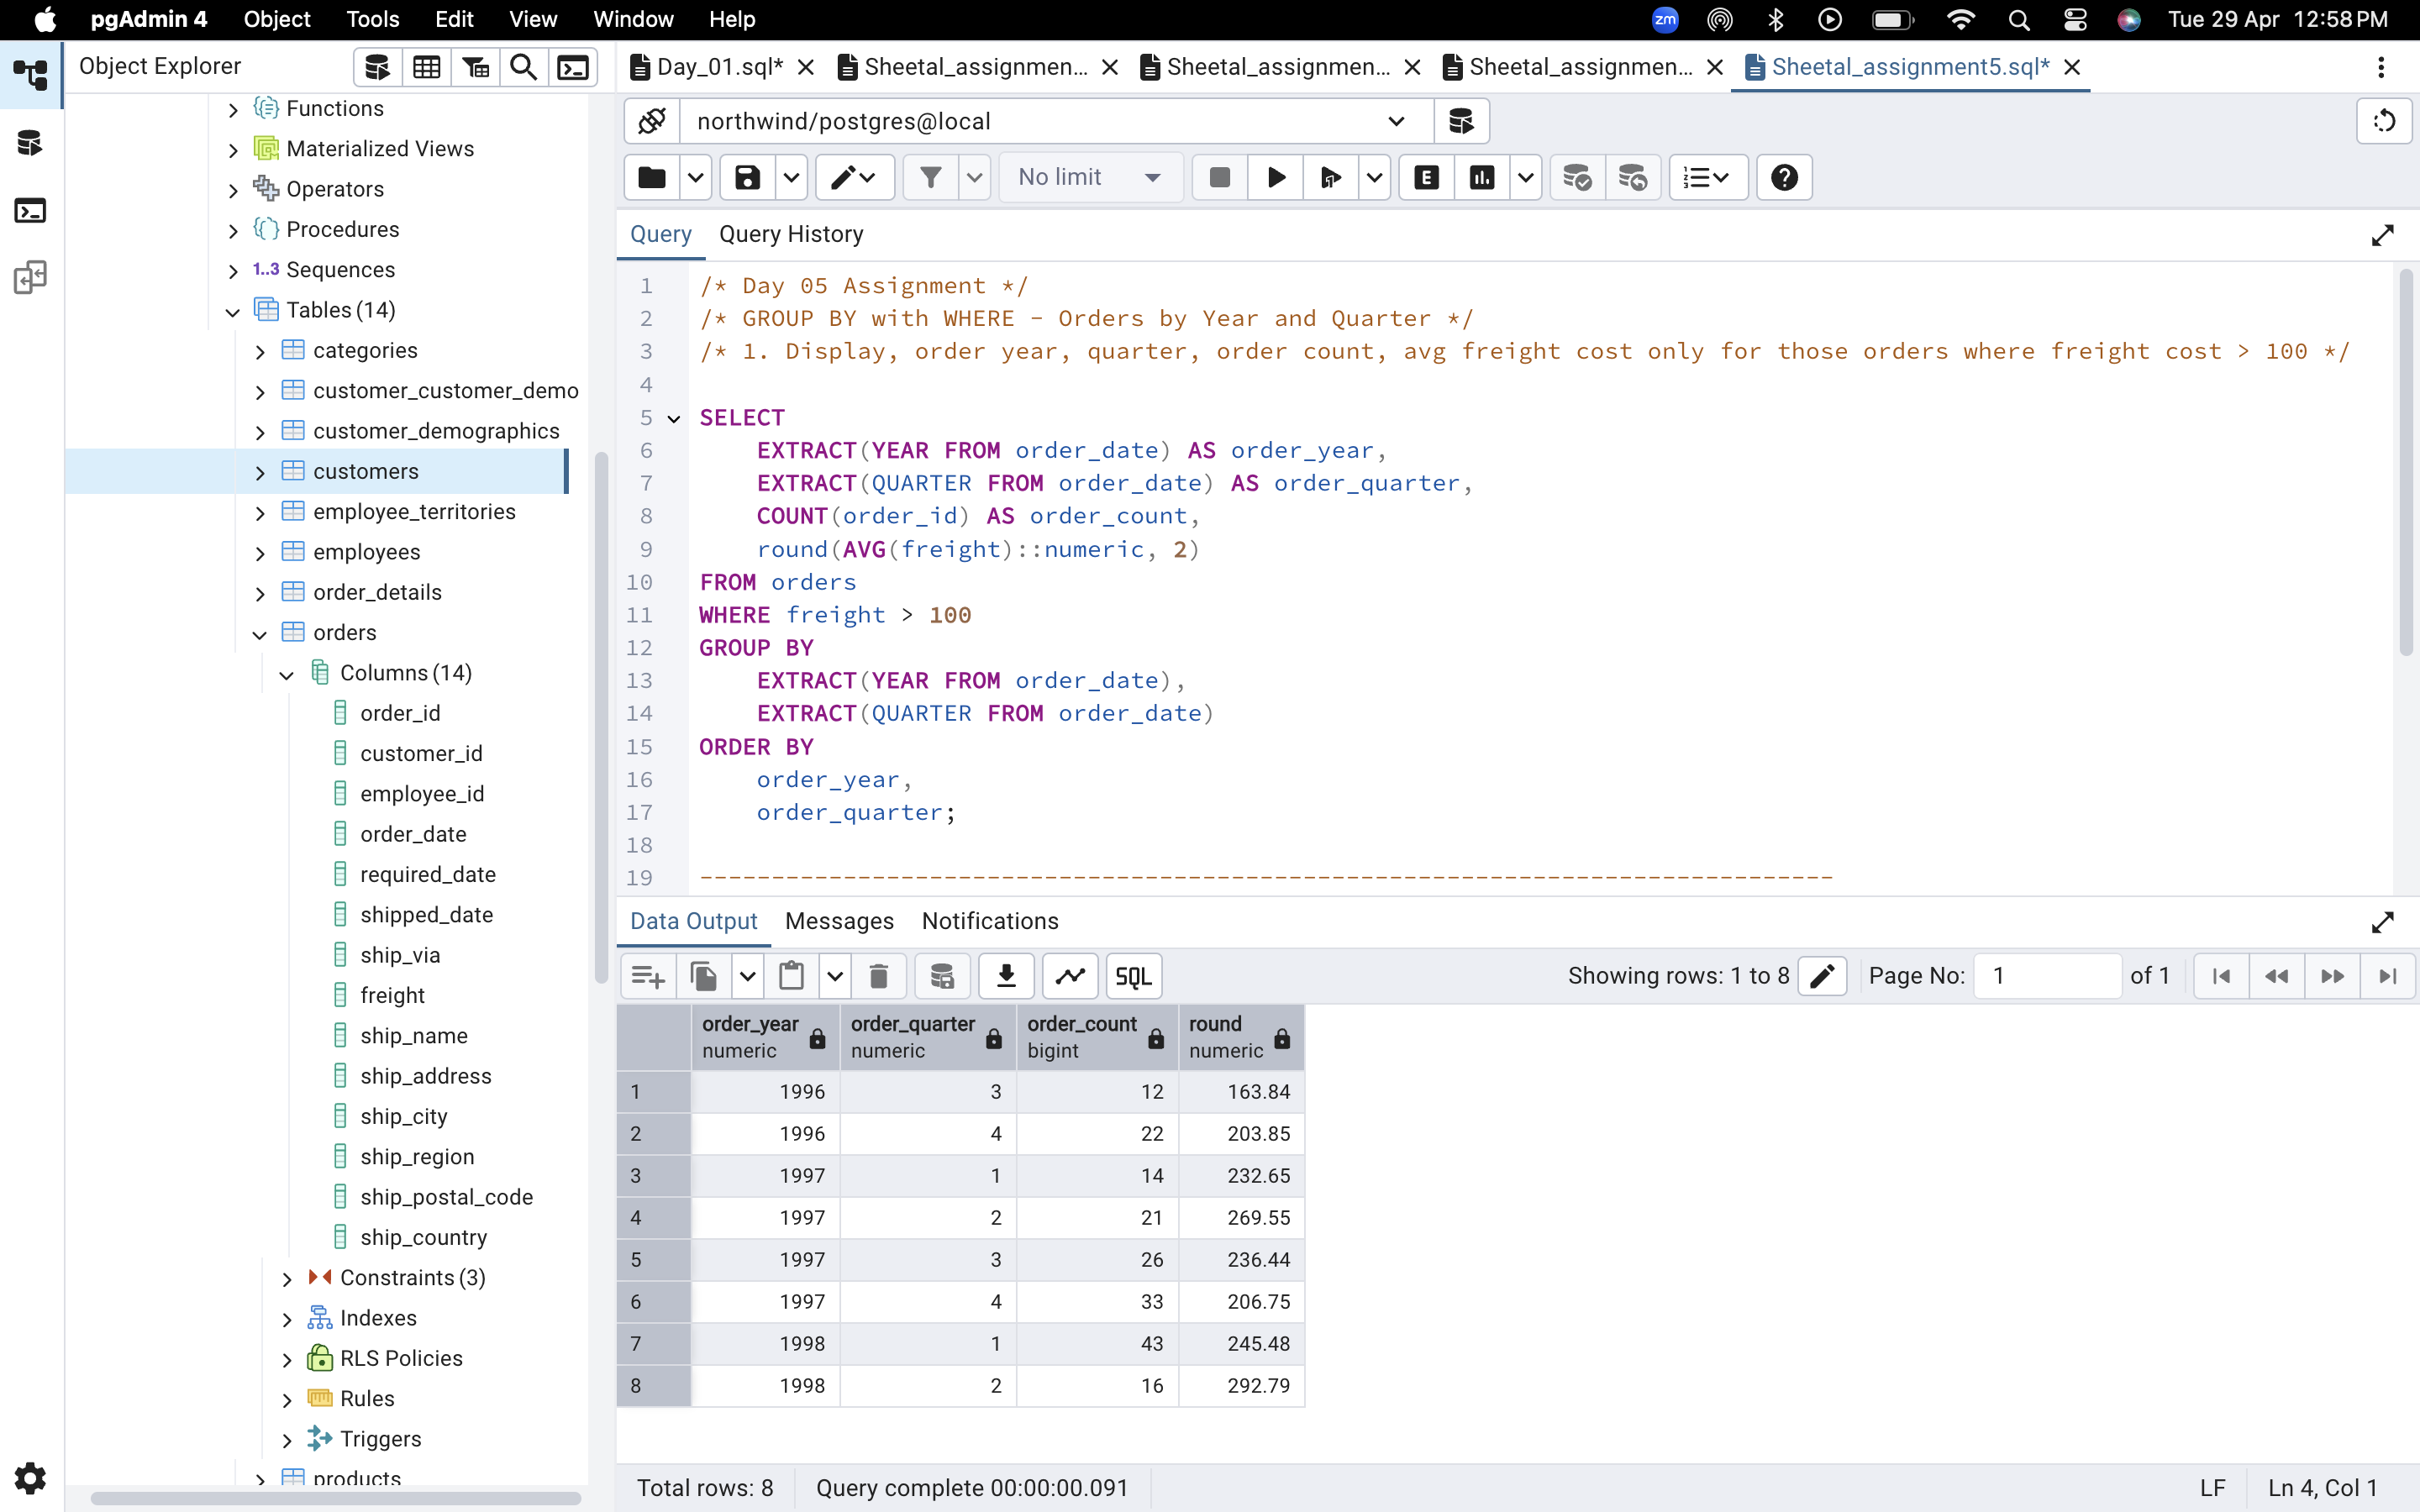 pgAdmin 4 Object Tools Edit View Window Help zm Tue 29 Apr 12:58 PM
Object Explorer
Day_01.sql* Sheetal_assignmen... Sheetal_assignmen... Sheetal_assignmen... Sheetal_assignment5.sql*
Functions
Materialized Views
Operators
Procedures
1..3 Sequences
Tables (14)
categories
customer_customer_demo
customer_demographics
customers
employee_territories
employees
order_details
orders
Columns (14)
order_id
customer_id
employee_id
order_date
required_date
shipped_date
ship_via
freight
ship_name
ship_address
ship_city
ship_region
ship_postal_code
ship_country
Constraints (3)
Indexes
RLS Policies
Rules
Triggers
products
northwind/postgres@local
No limit E
Query Query History
1 /* Day 05 Assignment */
2 /* GROUP BY with WHERE - Orders by Year and Quarter */
3 /* 1. Display, order year, quarter, order count, avg freight cost only for those orders where freight cost > 100 */
4
5 SELECT
6 EXTRACT(YEAR FROM order_date) AS order_year,
7 EXTRACT(QUARTER FROM order_date) AS order_quarter,
8 COUNT(order_id) AS order_count,
9 round(AVG(freight)::numeric, 2)
10 FROM orders
11 WHERE freight > 100
12 GROUP BY
13 EXTRACT(YEAR FROM order_date),
14 EXTRACT(QUARTER FROM order_date)
15 ORDER BY
16 order_year,
17 order_quarter;
18
19 -------------------------------------------------------------------------------
Data Output Messages Notifications
SQL Showing rows: 1 to 8 Page No: 1 of 1
order_year order_quarter order_count round
numeric numeric bigint numeric
1 1996 3 12 163.84
2 1996 4 22 203.85
3 1997 1 14 232.65
4 1997 2 21 269.55
5 1997 3 26 236.44
6 1997 4 33 206.75
7 1998 1 43 245.48
8 1998 2 16 292.79
Total rows: 8 Query complete 00:00:00.091 LF Ln 4, Col 1